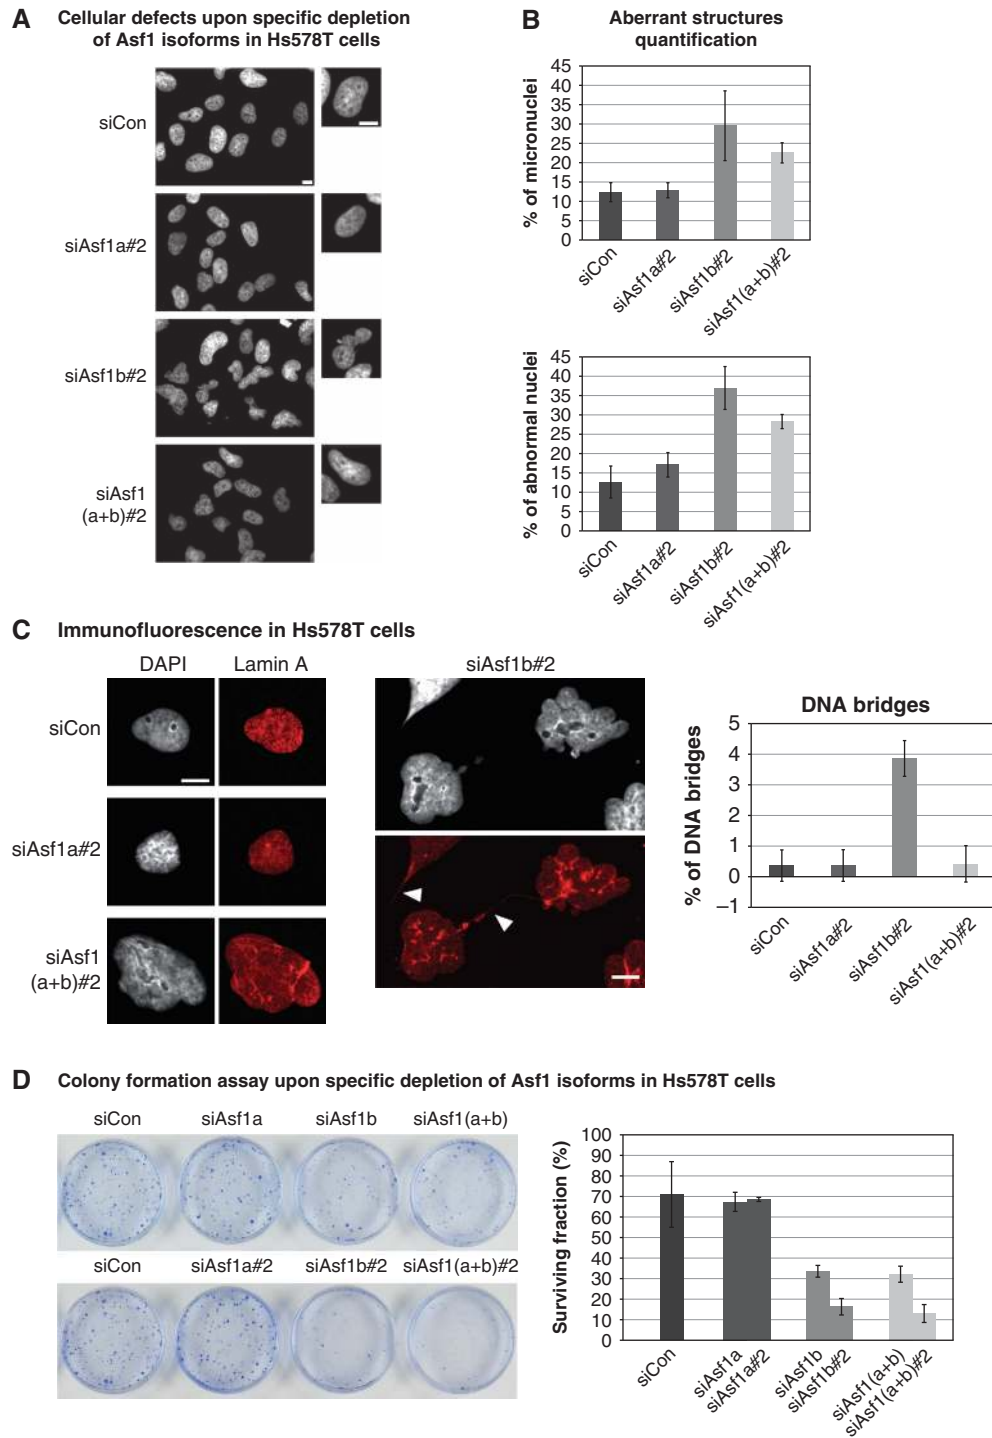 A Cellular defects upon specific depletion
of Asf1 isoforms in Hs578T cells
siCon
siAsf1a#2
siAsf1b#2
siAsf1
(a+b)#2
B Aberrant structures
quantification
% of micronuclei
45
40
35
30
25
20
15
10
5
0
siCon
siAsf1a#2
siAsf1b#2
siAsf1(a+b)#2
% of abnormal nuclei
45
40
35
30
25
20
15
10
5
0
siCon
siAsf1a#2
siAsf1b#2
siAsf1(a+b)#2
C Immunofluorescence in Hs578T cells
DAPI Lamin A
siCon
siAsf1a#2
siAsf1
(a+b)#2
siAsf1b#2
DNA bridges
% of DNA bridges
5
4
3
2
1
0
–1
siCon
siAsf1a#2
siAsf1b#2
siAsf1(a+b)#2
D Colony formation assay upon specific depletion of Asf1 isoforms in Hs578T cells
siCon siAsf1a siAsf1b siAsf1(a+b)
siCon siAsf1a#2 siAsf1b#2 siAsf1(a+b)#2
Surviving fraction (%)
100
90
80
70
60
50
40
30
20
10
0
siCon
siAsf1a
siAsf1a#2
siAsf1b
siAsf1b#2
siAsf1(a+b)
siAsf1(a+b)#2